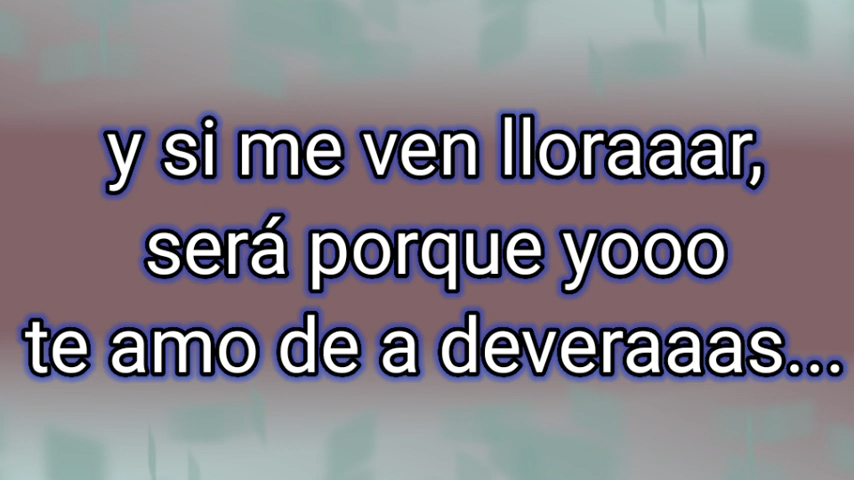 y si me ven lloraaar,
será porque yooo
te amo de a deveraaas...